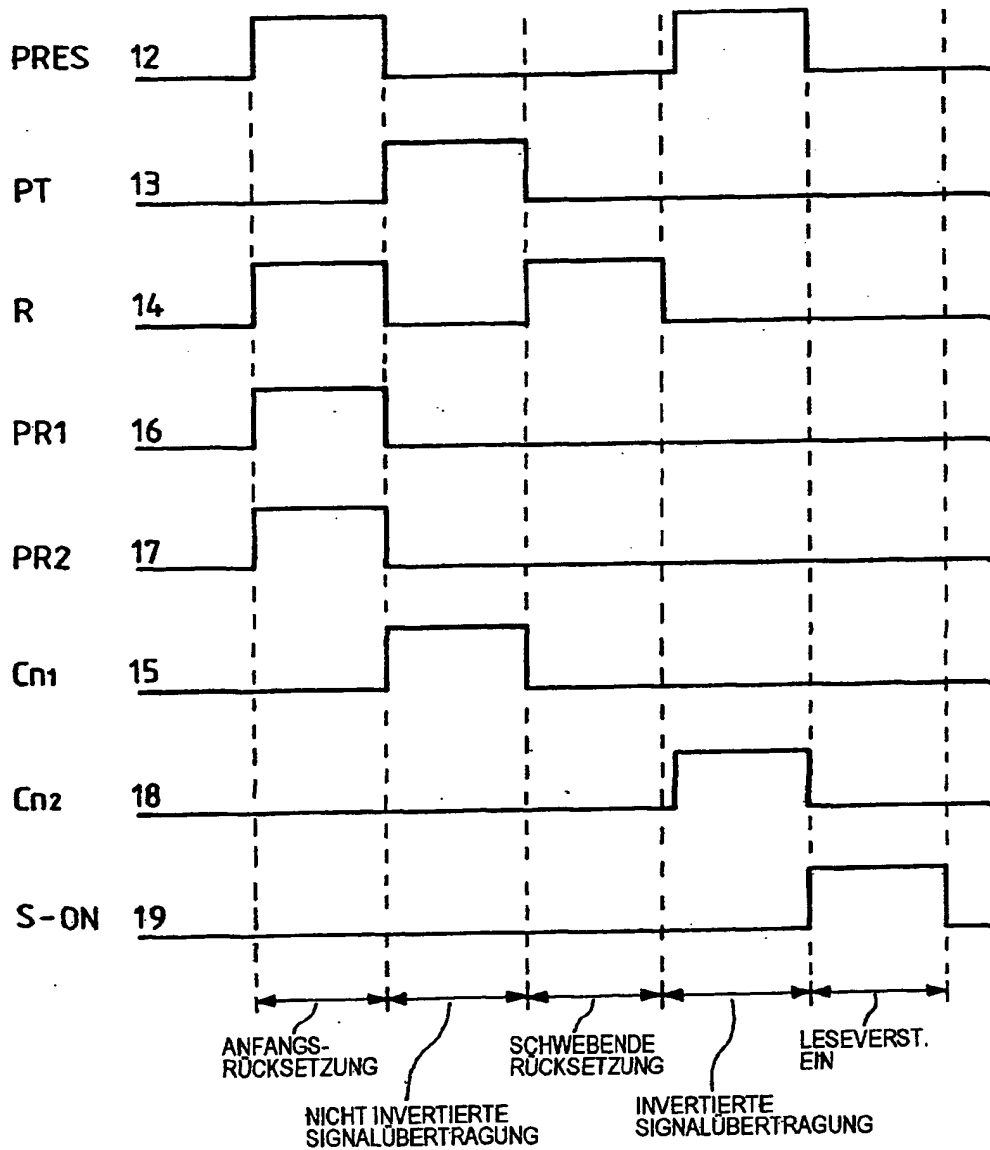 PRES 12
PT 13
R 14
PR1 16
PR2 17
Cn1 15
Cn2 18
S-ON 19
ANFANGS-
RÜCKSETZUNG
NICHT INVERTIERTE
SIGNALÜBERTRAGUNG
SCHWEBENDE
RÜCKSETZUNG
INVERTIERTE
SIGNALÜBERTRAGUNG
LESEVERST.
EIN